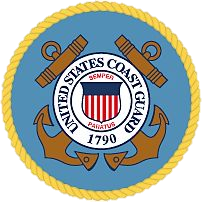 UNITED STATES COAST GUARD
SEMPER
PARATUS
1790